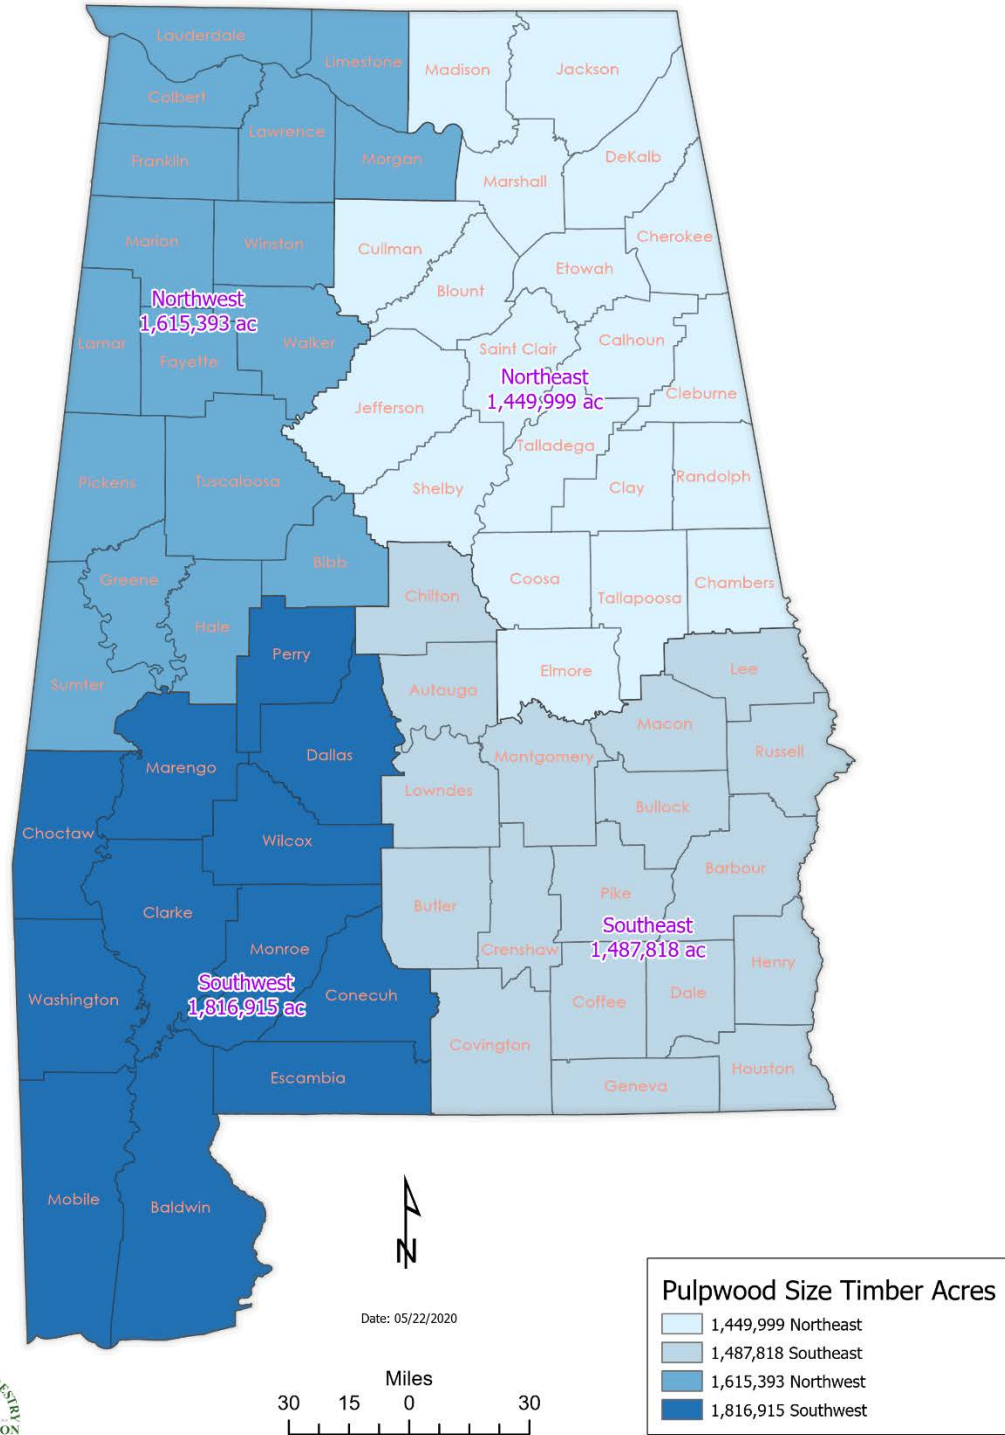 Lauderdale
Limestone
Madison
Jackson
Colbert
Lawrence
Franklin
Morgan
DeKalb
Marshall
Marion
Winston
Cullman
Cherokee
Etowah
Blount
Northwest
1,615,393 ac
Lamar
Fayette
Walker
Saint Clair
Calhoun
Northeast
1,449,999 ac
Cleburne
Jefferson
Talladega
Pickens
Tuscaloosa
Shelby
Clay
Randolph
Greene
Bibb
Chilton
Coosa
Tallapoosa
Chambers
Hale
Perry
Sumter
Autauga
Elmore
Lee
Macon
Marengo
Dallas
Montgomery
Russell
Lowndes
Bullock
Choctaw
Wilcox
Barbour
Clarke
Butler
Pike
Southeast
1,487,818 ac
Monroe
Crenshaw
Henry
Southwest
1,816,915 ac
Washington
Conecuh
Coffee
Dale
Covington
Escambia
Geneva
Houston
Mobile
Baldwin
N
Date: 05/22/2020
Pulpwood Size Timber Acres
1,449,999 Northeast
1,487,818 Southeast
1,615,393 Northwest
1,816,915 Southwest
Miles
30 15 0 30